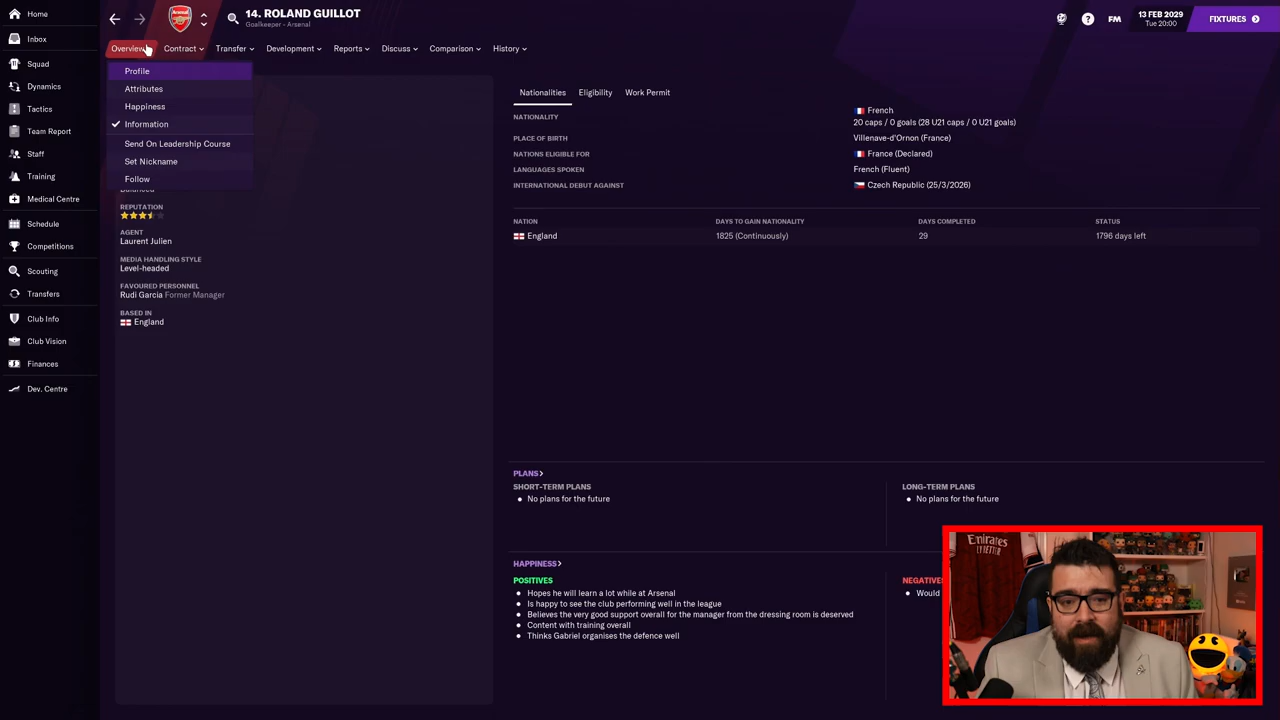 Home
Inbox
Squad
Dynamics
Tactics
Team Report
Staff
Training
Medical Centre
Schedule
Competitions
Scouting
Transfers
Club Info
Club Vision
Finances
Dev. Centre
14. ROLAND GUILLOT
Goalkeeper - Arsenal
FM
13 FEB 2029
Tue 20:00
FIXTURES
Overview
Contract
Transfer
Development
Reports
Discuss
Comparison
History
Profile
Attributes
Happiness
Information
Send On Leadership Course
Set Nickname
Follow
Balanced
REPUTATION
AGENT
Laurent Julien
MEDIA HANDLING STYLE
Level-headed
FAVOURED PERSONNEL
Rudi Garcia Former Manager
BASED IN
England
Nationalities Eligibility Work Permit
NATIONALITY
French
20 caps / 0 goals (28 U21 caps / 0 U21 goals)
PLACE OF BIRTH
Villenave-d'Ornon (France)
NATIONS ELIGIBLE FOR
France (Declared)
LANGUAGES SPOKEN
French (Fluent)
INTERNATIONAL DEBUT AGAINST
Czech Republic (25/3/2026)
NATION DAYS TO GAIN NATIONALITY DAYS COMPLETED STATUS
England 1825 (Continuously) 29 1796 days left
PLANS
SHORT-TERM PLANS
No plans for the future
LONG-TERM PLANS
No plans for the future
HAPPINESS
POSITIVES
Hopes he will learn a lot while at Arsenal
Is happy to see the club performing well in the league
Believes the very good support overall for the manager from the dressing room is deserved
Content with training overall
Thinks Gabriel organises the defence well
NEGATIVES
Would
Emirates
FLY BETTER